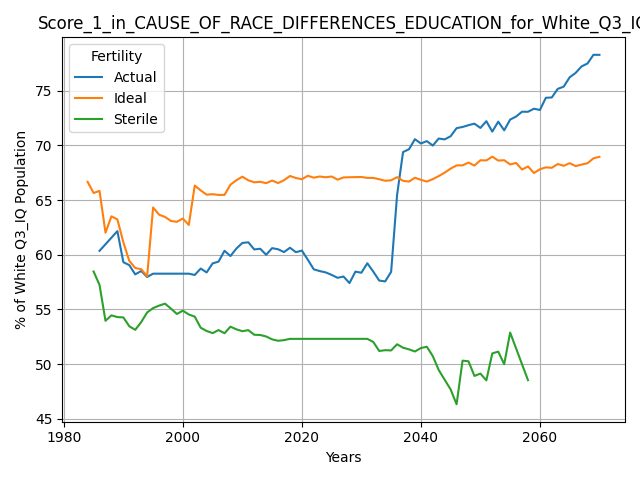 Score_1_in_CAUSE_OF_RACE_DIFFERENCES_EDUCATION_for_White_Q3_IQ
Fertility
Actual
Ideal
Sterile
% of White Q3_IQ Population
75
70
65
60
55
50
45
1980 2000 2020 2040 2060
Years